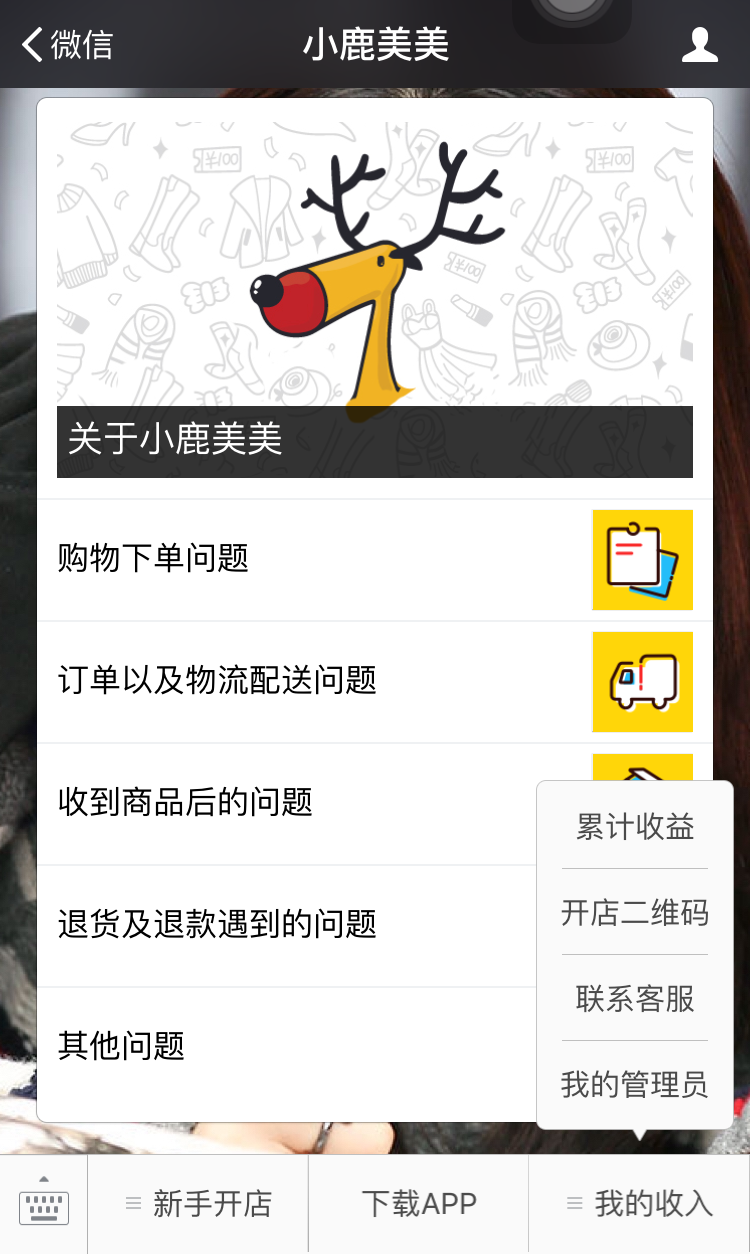 微信
小鹿美美
关于小鹿美美
购物下单问题
订单以及物流配送问题
收到商品后的问题
退货及退款遇到的问题
其他问题
累计收益
开店二维码
联系客服
我的管理员
新手开店
下载APP
我的收入